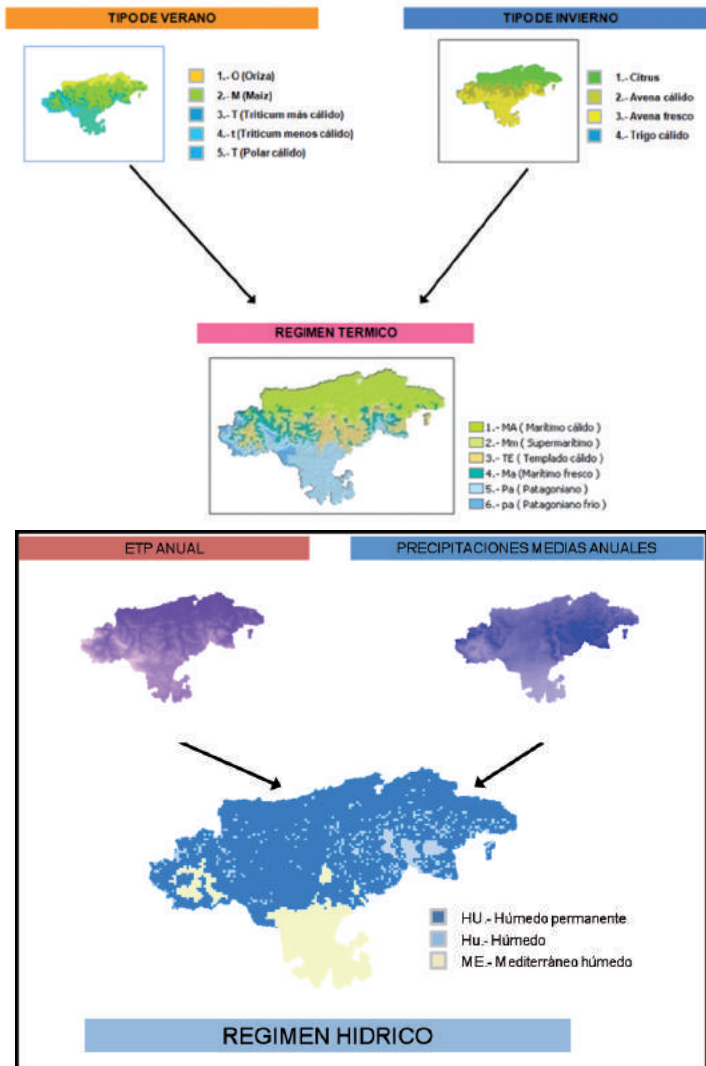 TIPO DE VERANO
TIPO DE INVIERNO
1.- O (Oriza)
2.- M (Maiz)
3.- T (Triticum más cálido)
4.- t (Triticum menos cálido)
5.- T (Polar cálido)
1.- Citrus
2.- Avena cálido
3.- Avena fresco
4.- Trigo cálido
REGIMEN TERMICO
1.- MA ( Marítimo cálido )
2.- Mm ( Supermarítimo )
3.- TE ( Templado cálido )
4.- Ma (Marítimo fresco )
5.- Pa ( Patagoniano )
6.- pa ( Patagoniano frio )
ETP ANUAL
PRECIPITACIONES MEDIAS ANUALES
HU.- Húmedo permanente
Hu.- Húmedo
ME.- Mediterráneo húmedo
REGIMEN HIDRICO